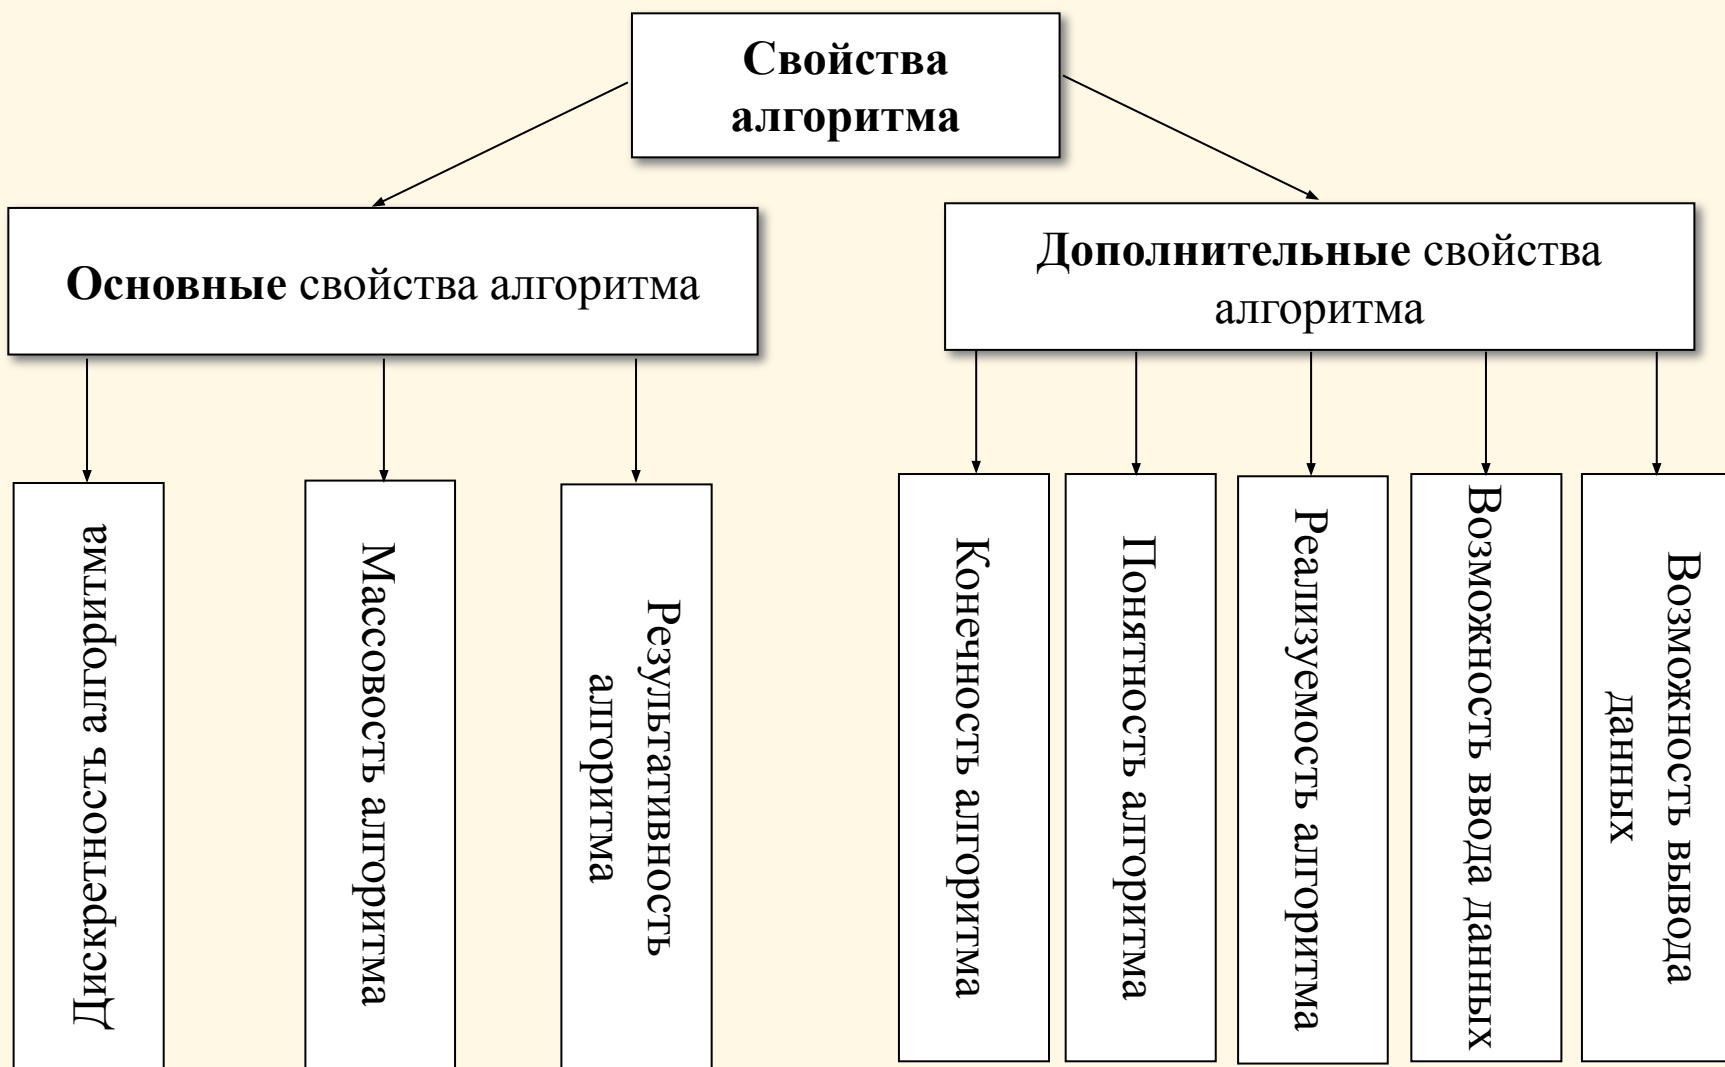 Свойства
алгоритма
Основные свойства алгоритма
Дополнительные свойства
алгоритма
Дискретность алгоритма
Массовость алгоритма
Результативность
алгоритма
Конечность алгоритма
Понятность алгоритма
Реализуемость алгоритма
Возможность ввода данных
Возможность вывода
данных